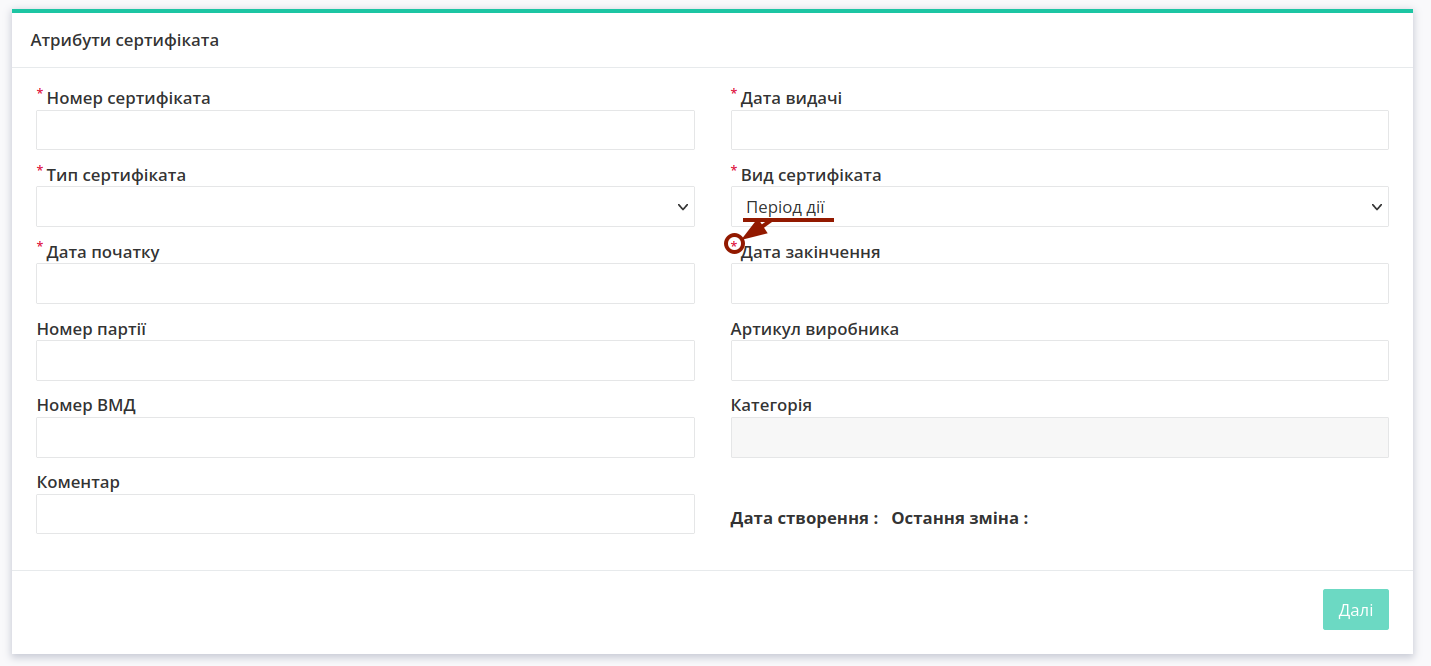 Атрибути сертифіката
* Номер сертифіката
* Дата видачі
* Тип сертифіката
* Вид сертифіката
Період дії
* Дата початку
* Дата закінчення
Номер партії
Артикул виробника
Номер ВМД
Категорія
Коментар
Дата створення : Остання зміна :
Далі